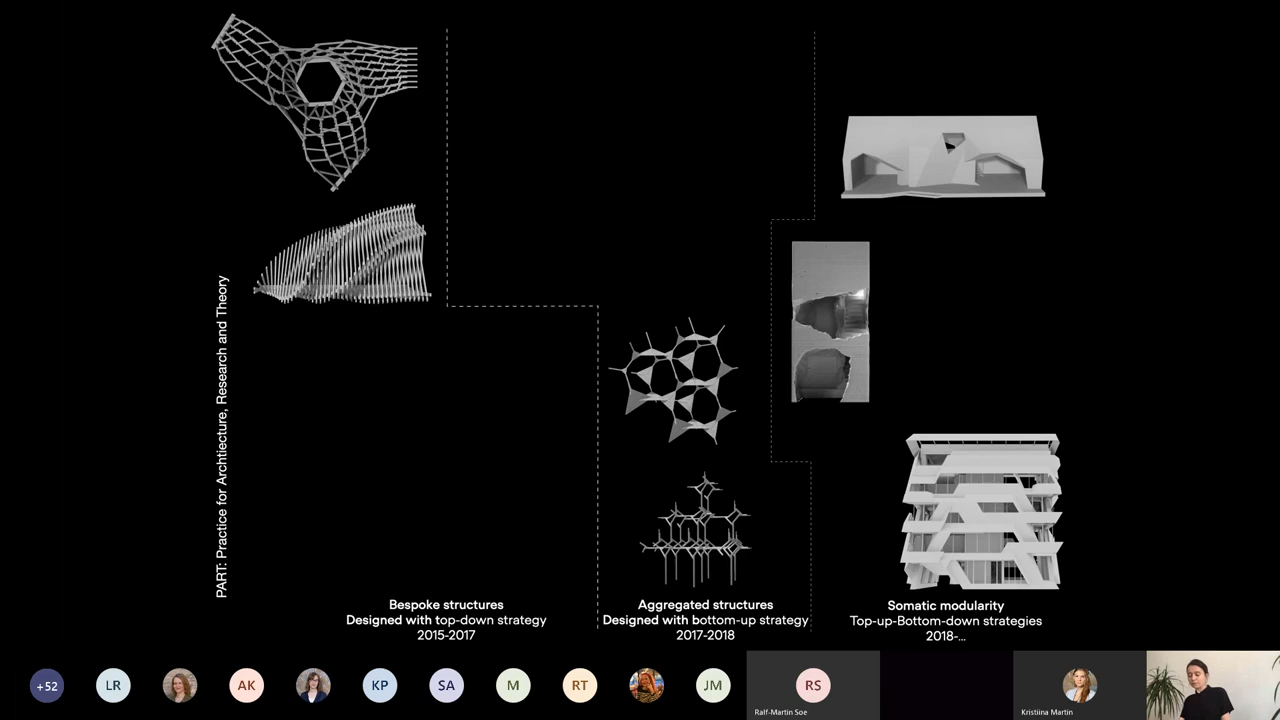 PART: Practice for Archtiecture, Research and Theory
Bespoke structures
Designed with top-down strategy
2015-2017
Aggregated structures
Designed with bottom-up strategy
2017-2018
Somatic modularity
Top-up-Bottom-down strategies
2018-...
+52
LR
AK
KP
SA
M
RT
JM
RS
Ralf-Martin Soe
Kristiina Martin